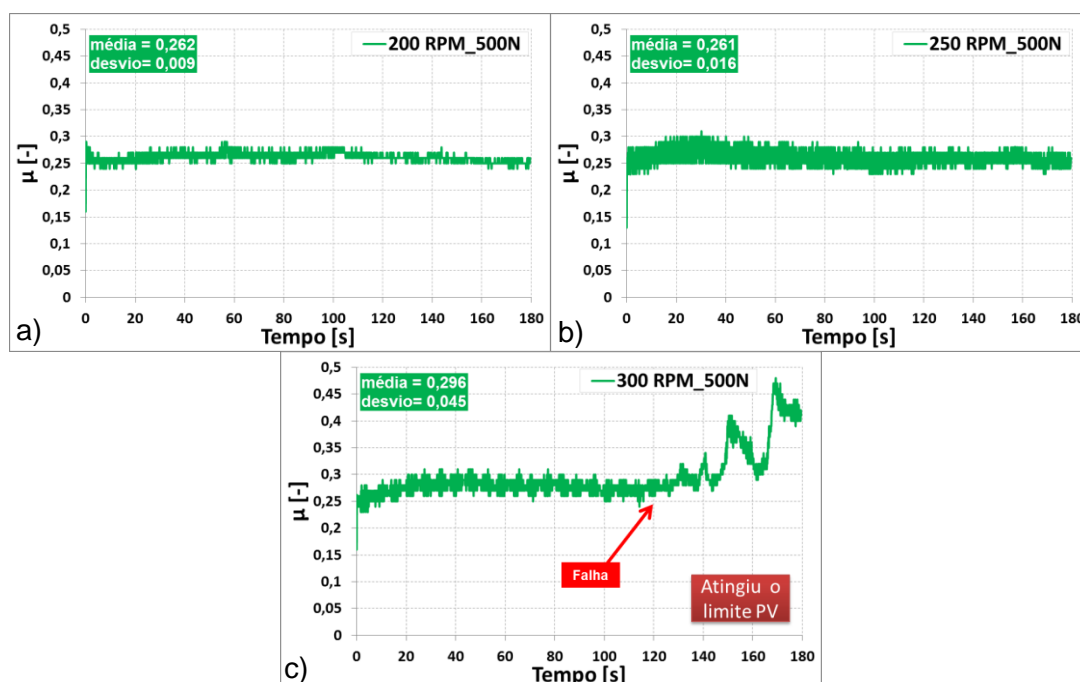 0,5
0,45
0,4
0,35
0,3
0,25
0,2
0,15
0,1
0,05
0
μ [-]
média = 0,262
desvio= 0,009
200 RPM_500N
0 20 40 60 80 100 120 140 160 180
Tempo [s]
a)
0,5
0,45
0,4
0,35
0,3
0,25
0,2
0,15
0,1
0,05
0
μ [-]
média = 0,261
desvio= 0,016
250 RPM_500N
0 20 40 60 80 100 120 140 160 180
Tempo [s]
b)
0,5
0,45
0,4
0,35
0,3
0,25
0,2
0,15
0,1
0,05
0
μ [-]
média = 0,296
desvio= 0,045
300 RPM_500N
Falha
Atingiu o
limite PV
0 20 40 60 80 100 120 140 160 180
Tempo [s]
c)